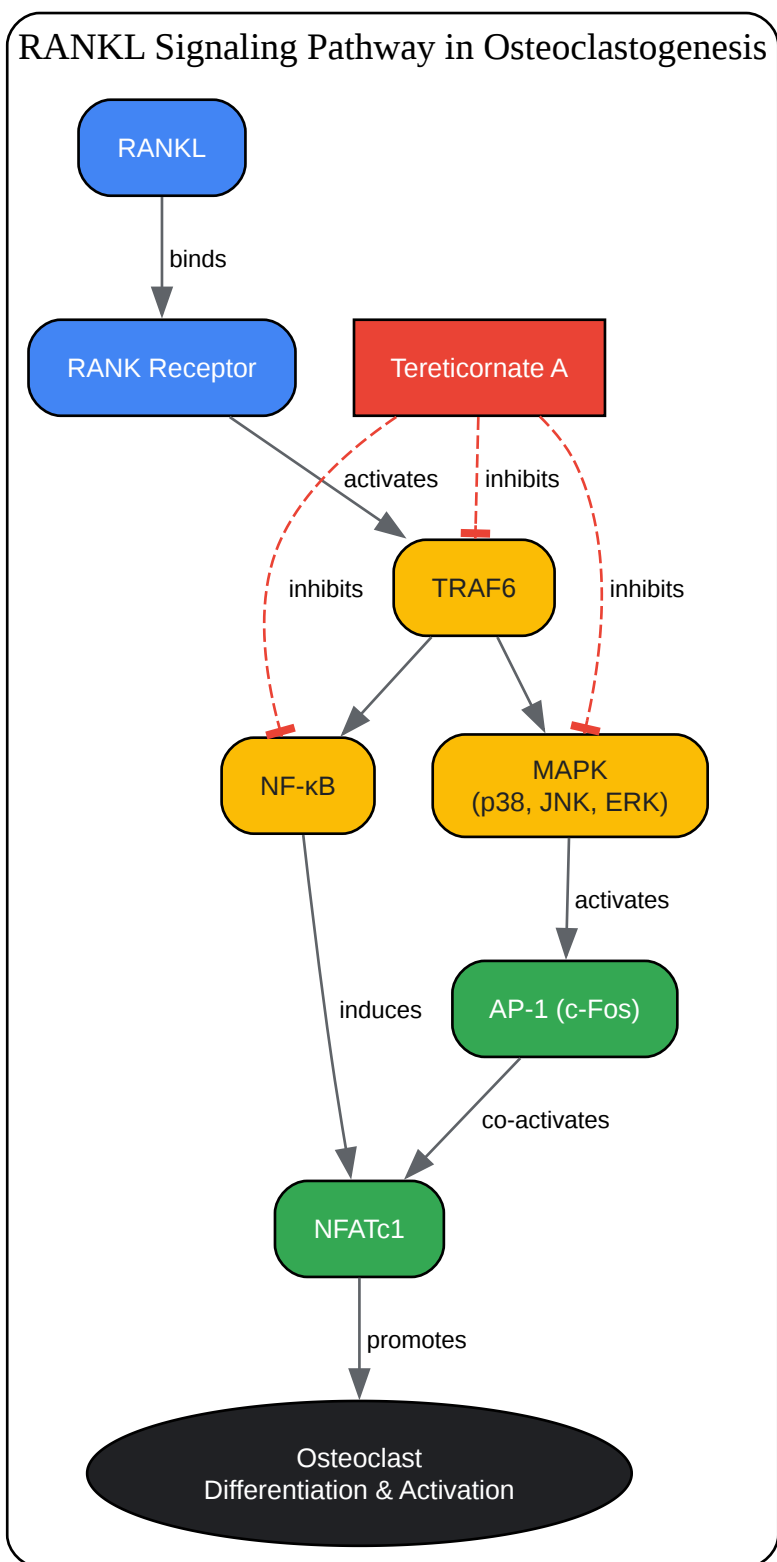 RANKL Signaling Pathway in Osteoclastogenesis
RANKL
binds
RANK Receptor
Tereticornate A
activates
inhibits
inhibits
inhibits
TRAF6
NF-κB
MAPK
(p38, JNK, ERK)
activates
AP-1 (c-Fos)
induces
co-activates
NFATc1
promotes
Osteoclast
Differentiation & Activation